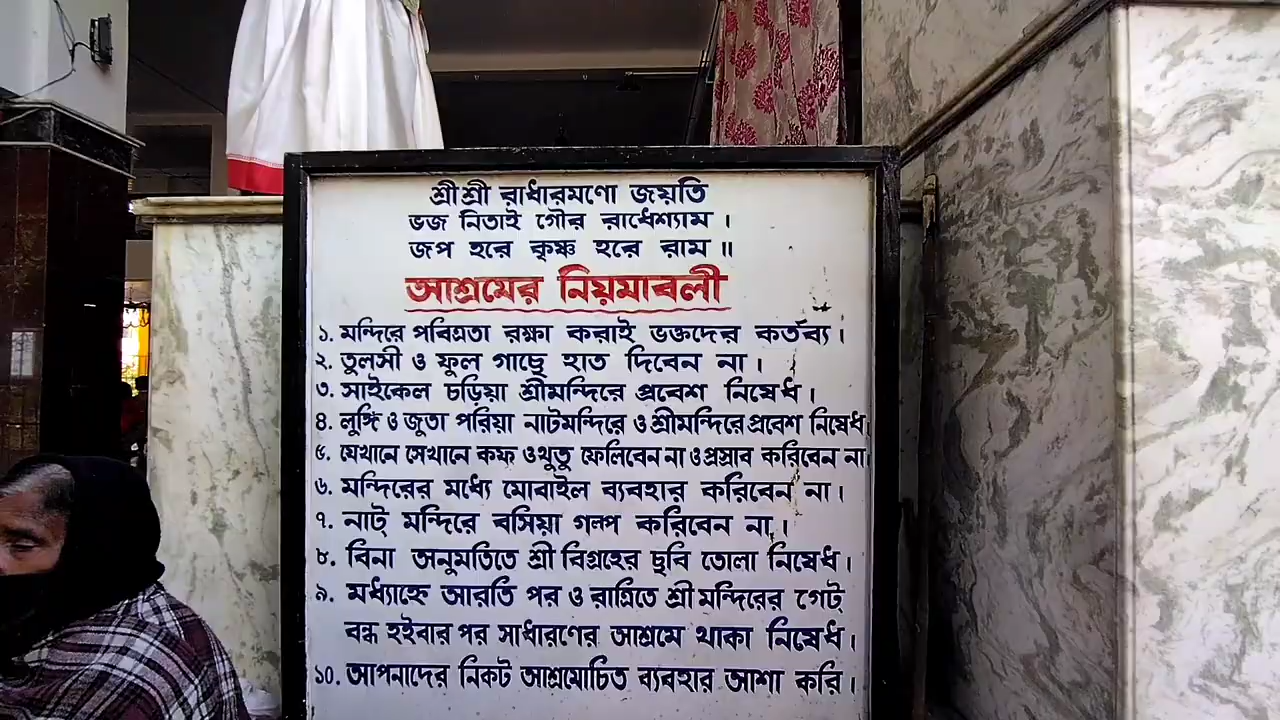 শ্রী শ্রী রাধারমণো জয়তি
ভজ নিতাই গৌর রাধেশ্যাম ।
জপ হরে কৃষ্ণ হরে রাম ॥
আশ্রমের নিয়মাবলী
১. মন্দিরে পবিত্রতা রক্ষা করাই ভক্তদের কর্তব্য ।
২. তুলসী ও ফুল গাছে হাত দিবেন না ।
৩. সাইকেল চড়িয়া শ্রীমন্দিরে প্রবেশ নিষেধ ।
৪. লুঙ্গি ও জুতা পরিয়া নাটমন্দিরে ও শ্রীমন্দিরে প্রবেশ নিষেধ ।
৫. যেখানে সেখানে কফ ও থুতু ফেলিবেন না ও প্রস্রাব করিবেন না ।
৬. মন্দিরের মধ্যে মোবাইল ব্যবহার করিবেন না ।
৭. নাট্ মন্দিরে বসিয়া গল্প করিবেন না ।
৮. বিনা অনুমতিতে শ্রী বিগ্রহের ছবি তোলা নিষেধ ।
৯. মধ্যাহ্নে আরতি পর ও রাত্রিতে শ্রী মন্দিরের গেট্
বন্ধ হইবার পর সাধারণের আশ্রমে থাকা নিষেধ ।
১০. আপনাদের নিকট আশ্রমোচিত ব্যবহার আশা করি ।